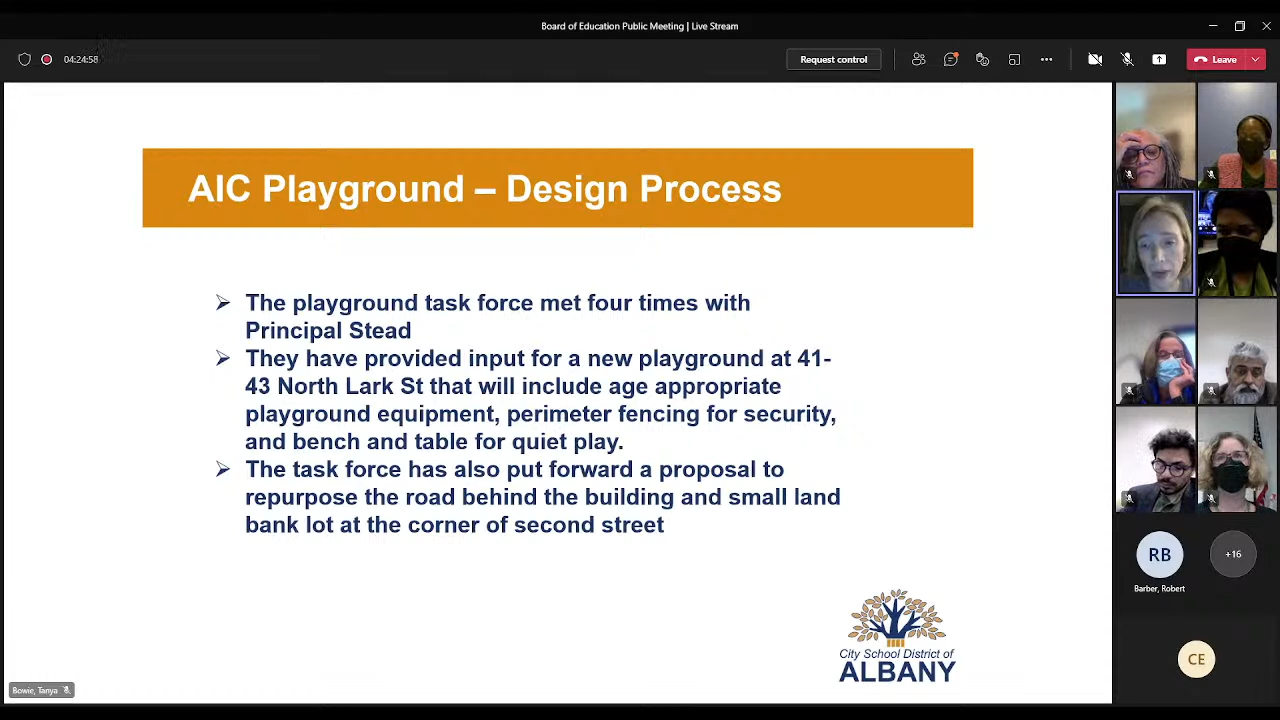 Board of Education Public Meeting | Live Stream
04:24:58
Request control
Leave
AIC Playground – Design Process
➢ The playground task force met four times with
Principal Stead
➢ They have provided input for a new playground at 41-
43 North Lark St that will include age appropriate
playground equipment, perimeter fencing for security,
and bench and table for quiet play.
➢ The task force has also put forward a proposal to
repurpose the road behind the building and small land
bank lot at the corner of second street
City School District of
ALBANY
Bowie, Tanya
RB
+16
Barber, Robert
CE